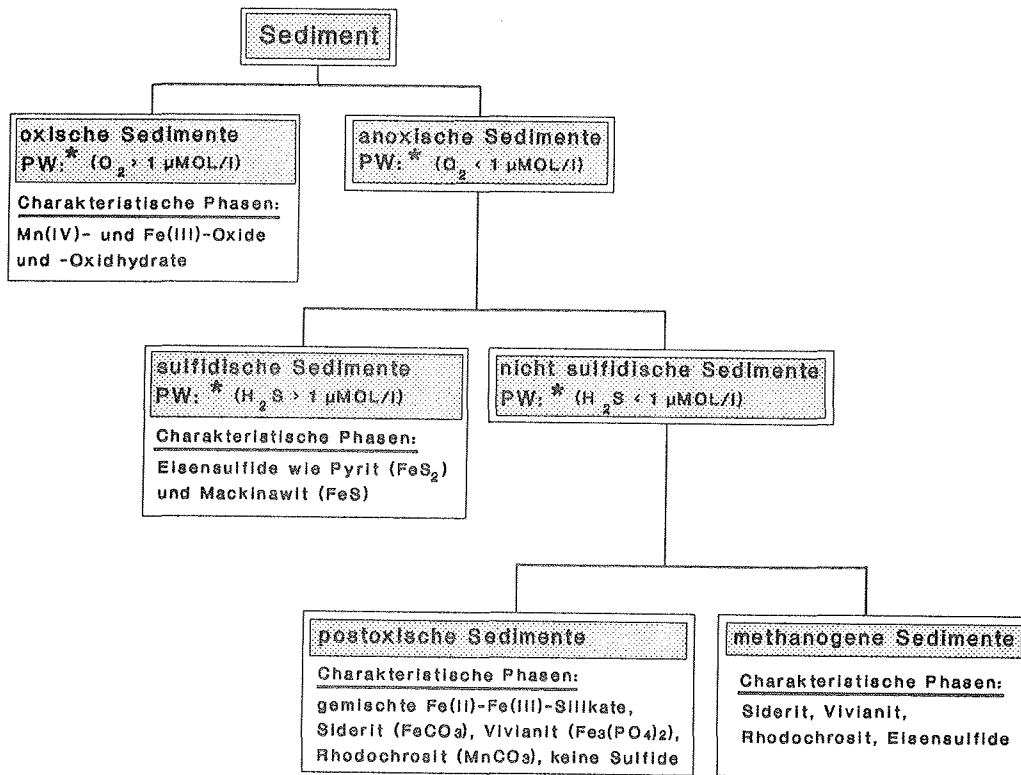 Sediment
oxische Sedimente
PW:* (O₂ > 1 µMOL/l)
Charakteristische Phasen:
Mn(IV)- und Fe(III)-Oxide
und -Oxidhydrate
anoxische Sedimente
PW: * (O₂ < 1 µMOL/l)
sulfidische Sedimente
PW: * (H₂S > 1 µMOL/l)
Charakteristische Phasen:
Eisensulfide wie Pyrit (FeS₂)
und Mackinawit (FeS)
nicht sulfidische Sedimente
PW: * (H₂S < 1 µMOL/l)
postoxische Sedimente
Charakteristische Phasen:
gemischte Fe(II)-Fe(III)-Silikate,
Siderit (FeCO₃), Vivianit (Fe₃(PO₄)₂),
Rhodochrosit (MnCO₃), keine Sulfide
methanogene Sedimente
Charakteristische Phasen:
Siderit, Vivianit,
Rhodochrosit, Eisensulfide